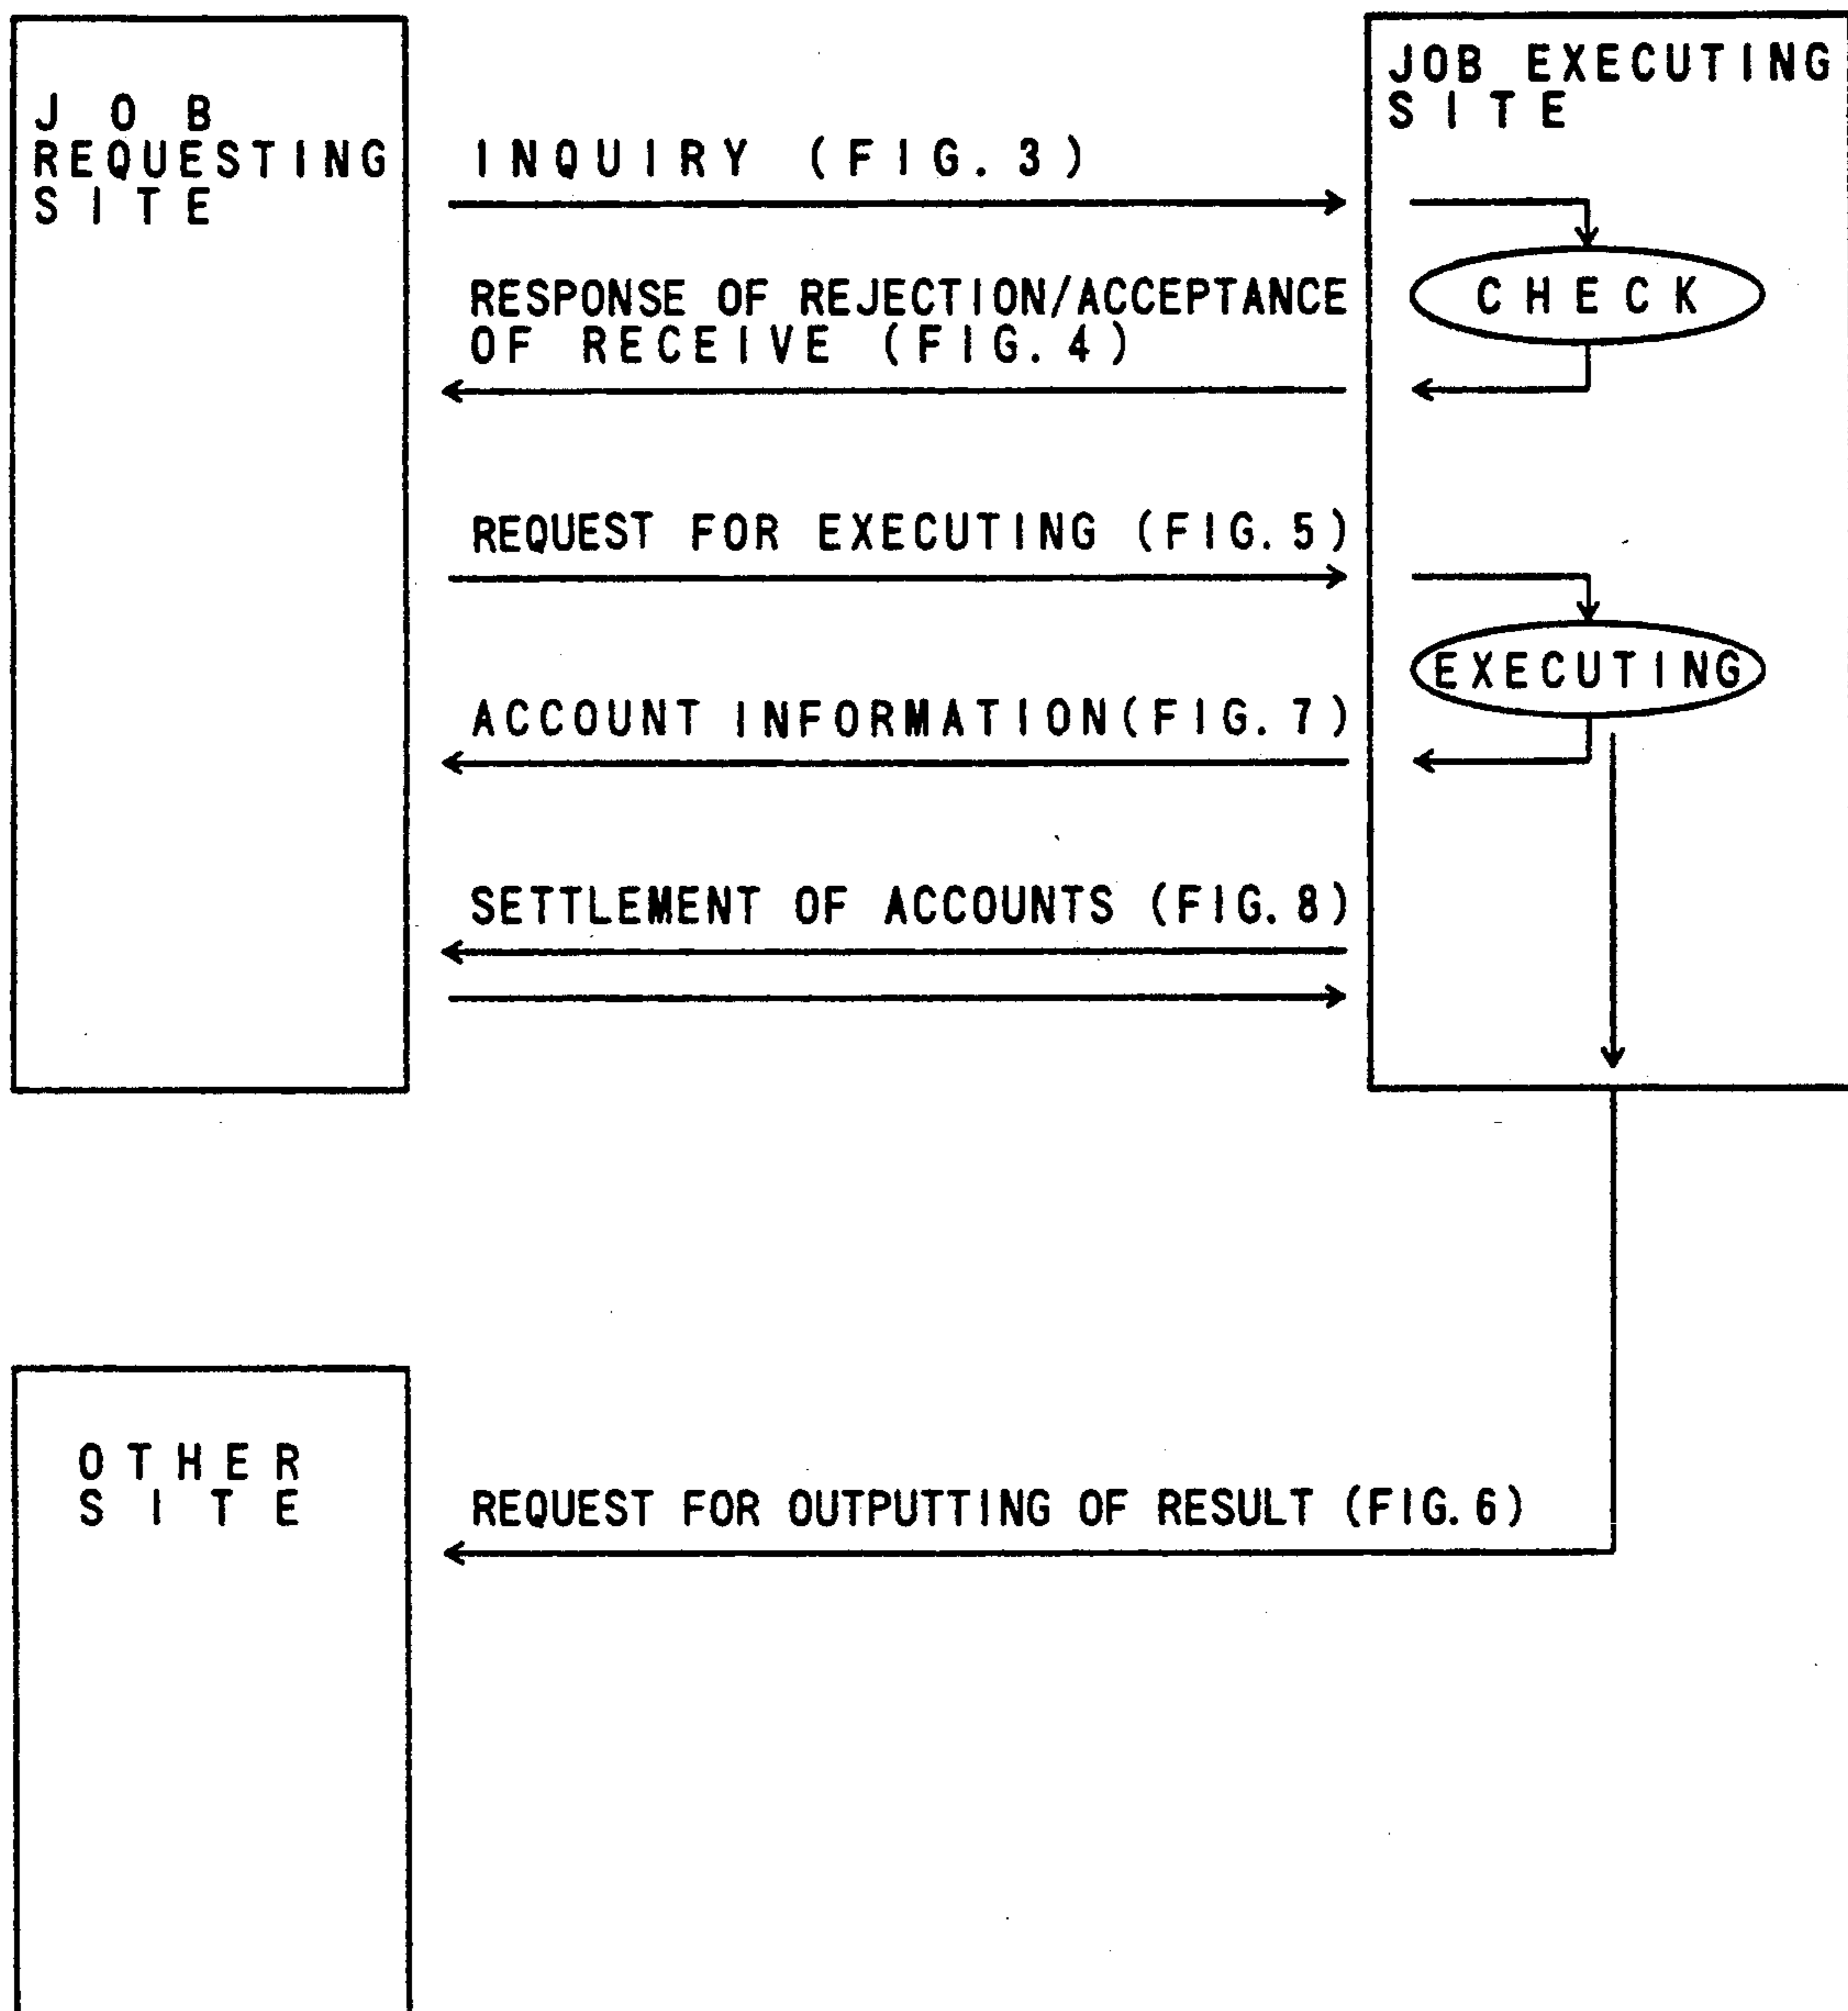 JOB
REQUESTING
SITE
JOB EXECUTING
SITE
INQUIRY (FIG. 3)
CHECK
RESPONSE OF REJECTION/ACCEPTANCE
OF RECEIVE (FIG. 4)
REQUEST FOR EXECUTING (FIG. 5)
EXECUTING
ACCOUNT INFORMATION(FIG. 7)
SETTLEMENT OF ACCOUNTS (FIG. 8)
OTHER
SITE
REQUEST FOR OUTPUTTING OF RESULT (FIG. 6)